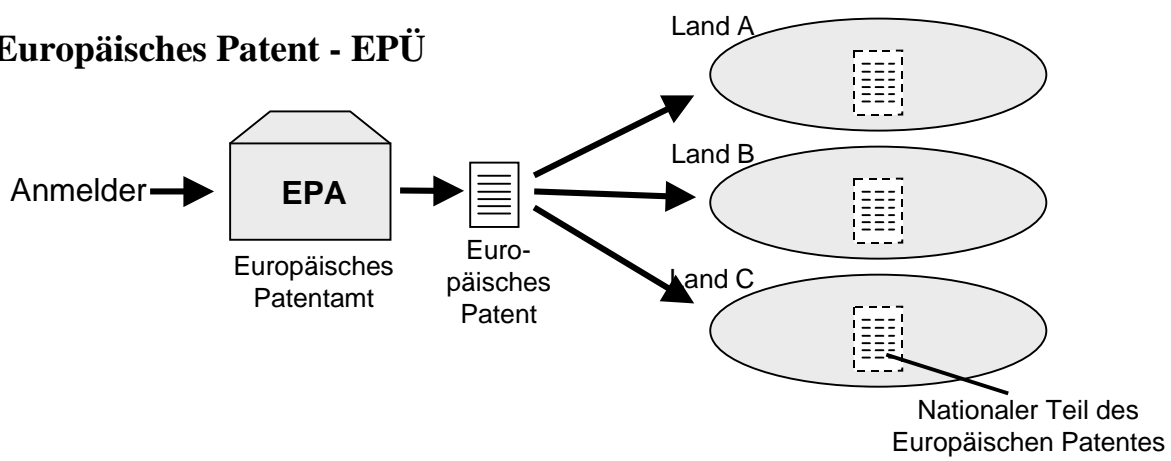 Europäisches Patent - EPÜ
Land A
Land B
Anmelder
EPA
Europäisches
Patentamt
Euro-
päisches
Patent
Land C
Nationaler Teil des
Europäischen Patentes